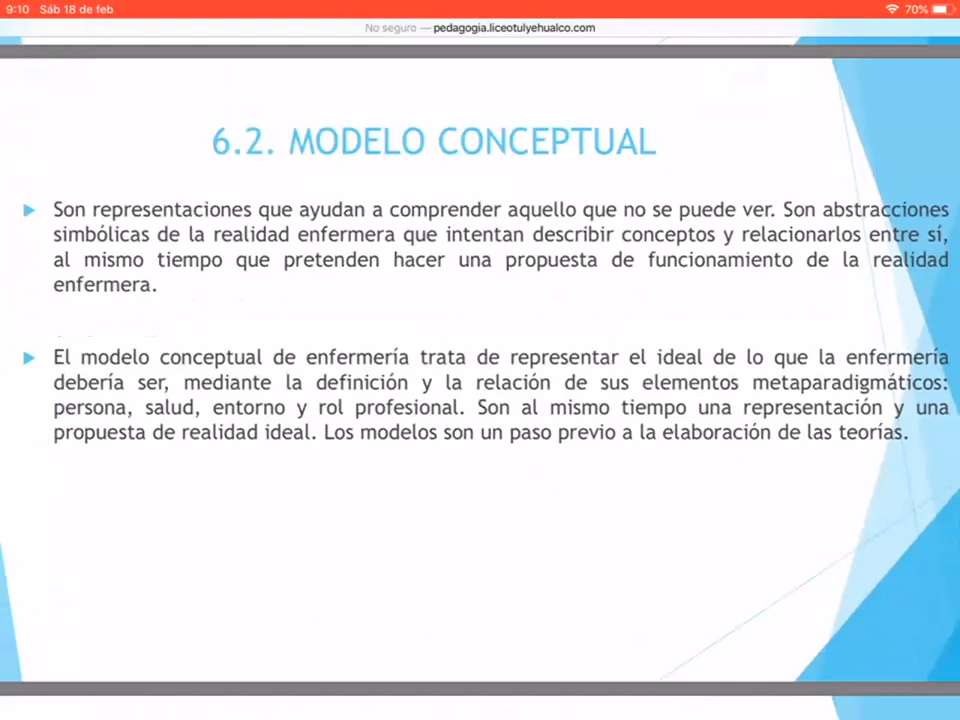 9:10 Sáb 18 de feb 70%
No seguro — pedagogia.liceotulyehualco.com
6.2. MODELO CONCEPTUAL
Son representaciones que ayudan a comprender aquello que no se puede ver. Son abstracciones
simbólicas de la realidad enfermera que intentan describir conceptos y relacionarlos entre sí,
al mismo tiempo que pretenden hacer una propuesta de funcionamiento de la realidad
enfermera.
El modelo conceptual de enfermería trata de representar el ideal de lo que la enfermería
debería ser, mediante la definición y la relación de sus elementos metaparadigmáticos:
persona, salud, entorno y rol profesional. Son al mismo tiempo una representación y una
propuesta de realidad ideal. Los modelos son un paso previo a la elaboración de las teorías.